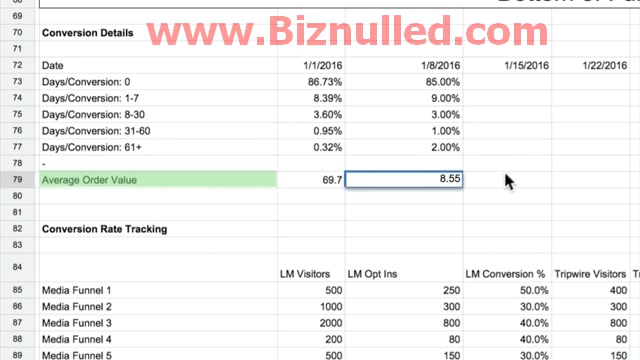 69
70 Conversion Details
www.Biznulled.com
71
72 Date 1/1/2016 1/8/2016 1/15/2016 1/22/2016
73 Days/Conversion: 0 86.73% 85.00%
74 Days/Conversion: 1-7 8.39% 9.00%
75 Days/Conversion: 8-30 3.60% 3.00%
76 Days/Conversion: 31-60 0.95% 1.00%
77 Days/Conversion: 61+ 0.32% 2.00%
78 -
79 Average Order Value 69.7 8.55
80
81
82 Conversion Rate Tracking
83
84 LM Visitors LM Opt Ins LM Conversion % Tripwire Visitors
85 Media Funnel 1 500 250 50.0% 400
86 Media Funnel 2 1000 300 30.0% 300
87 Media Funnel 3 2000 800 40.0% 800
88 Media Funnel 4 200 80 40.0% 80
89 Media Funnel 5 500 150 30.0% 150